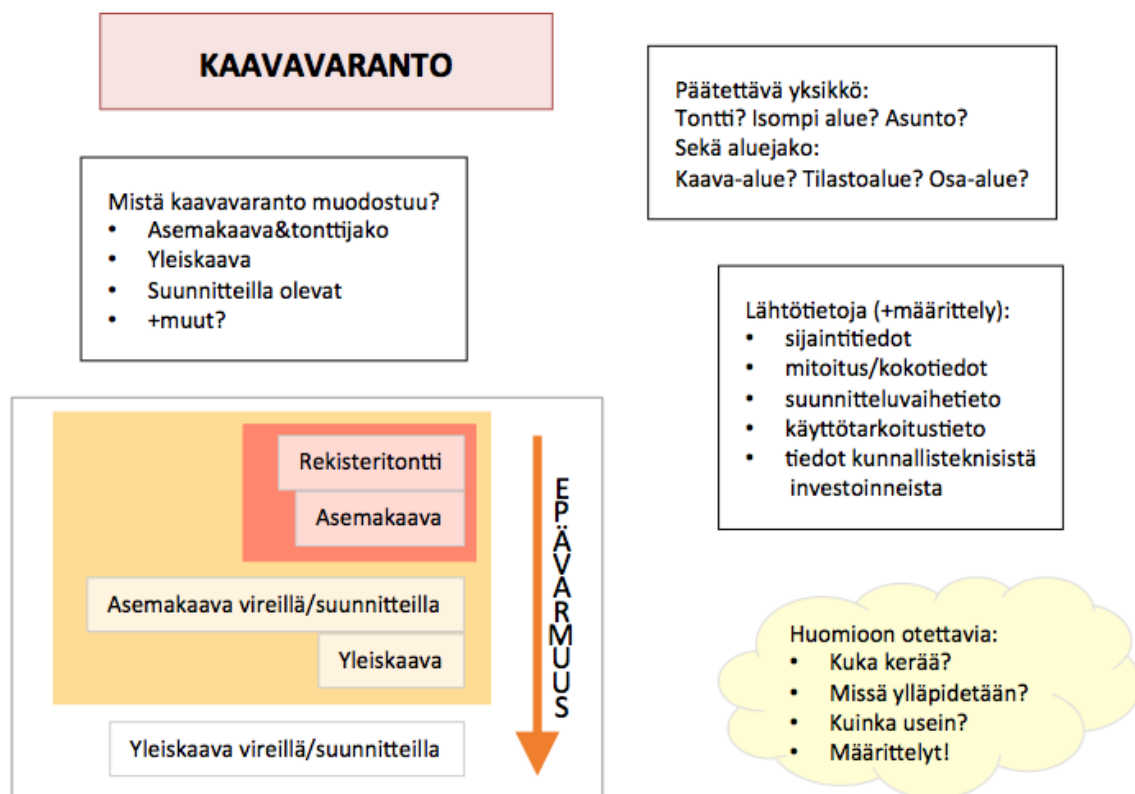 KAAVAVARANTO
Päätettävä yksikkö:
Tontti? Isompi alue? Asunto?
Sekä aluejako:
Kaava-alue? Tilastoalue? Osa-alue?
Mistä kaavavaranto muodostuu?
• Asemakaava&tonttijako
• Yleiskaava
• Suunnitteilla olevat
• +muut?
Lähtötietoja (+määrittely):
• sijaintitiedot
• mitoitus/kokotiedot
• suunnitteluvaihetieto
• käyttötarkoitustieto
• tiedot kunnallisteknisistä
investoinneista
Rekisteritontti
Asemakaava
Asemakaava vireillä/suunnitteilla
Yleiskaava
Yleiskaava vireillä/suunnitteilla
EPÄVARMUUS
Huomioon otettavia:
• Kuka kerää?
• Missä ylläpidetään?
• Kuinka usein?
• Määrittelyt!